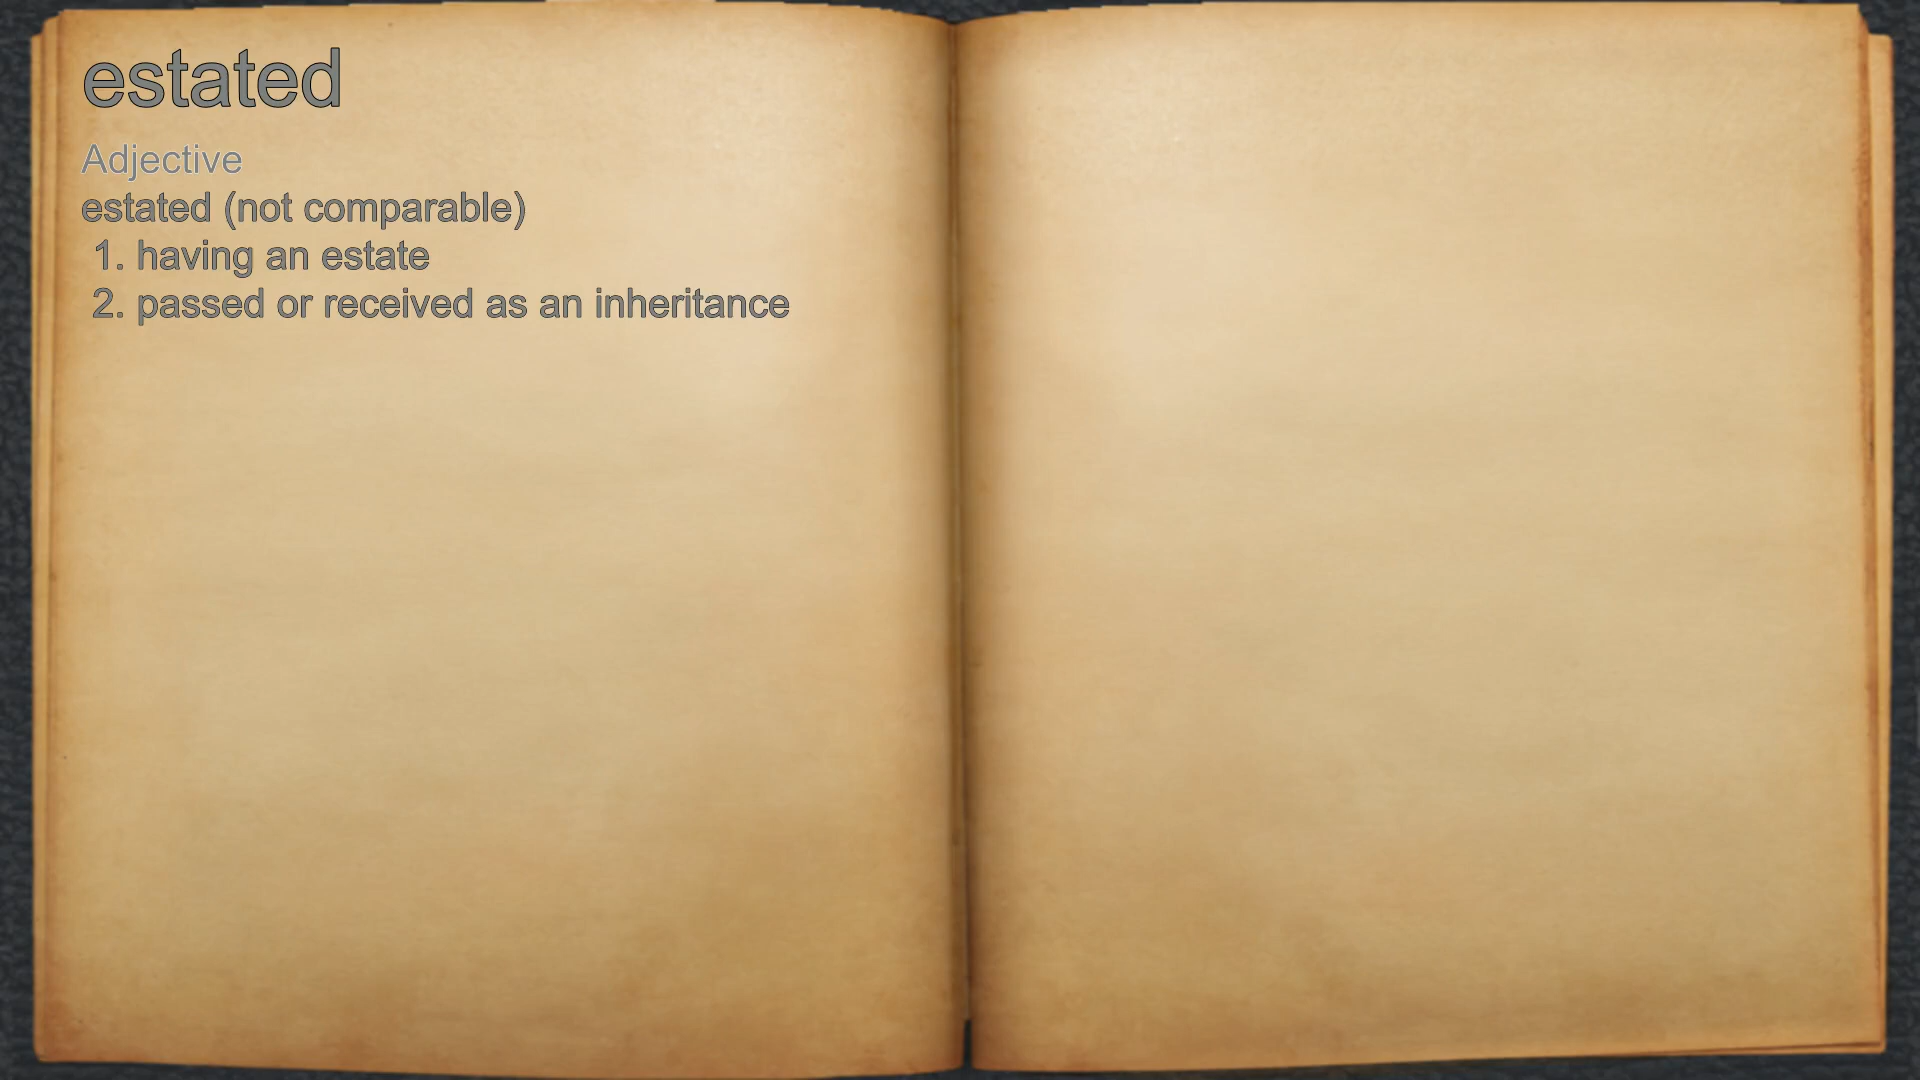 estated
Adjective
estated (not comparable)
1. having an estate
2. passed or received as an inheritance